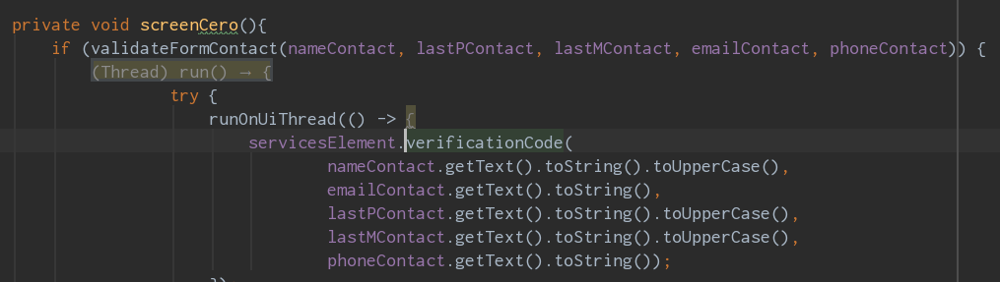 private void screenCero(){
if (validateFormContact(nameContact, lastPContact, lastMContact, emailContact, phoneContact)) {
(Thread) run() → {
try {
runOnUiThread(() -> {
servicesElement.verificationCode(
nameContact.getText().toString().toUpperCase(),
emailContact.getText().toString(),
lastPContact.getText().toString().toUpperCase(),
lastMContact.getText().toString().toUpperCase(),
phoneContact.getText().toString());